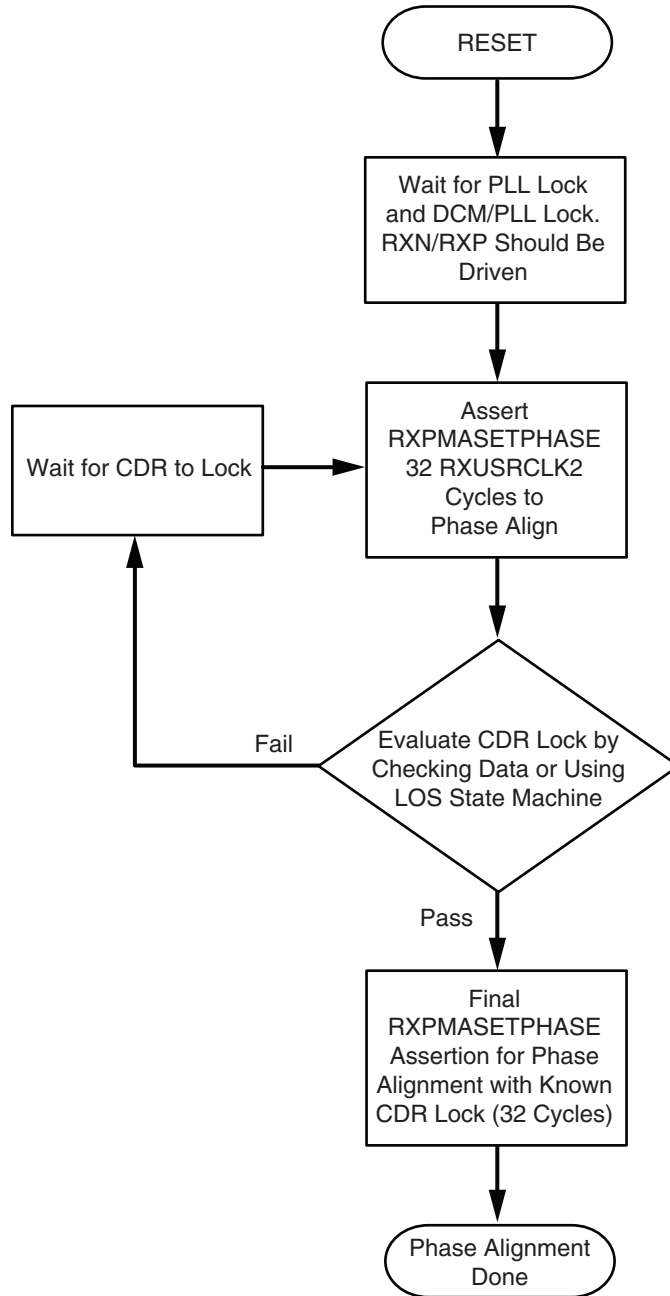 RESET
Wait for PLL Lock
and DCM/PLL Lock.
RXN/RXP Should Be
Driven
Assert
RXPMASETPHASE
32 RXUSRCLK2
Cycles to
Phase Align
Wait for CDR to Lock
Fail
Evaluate CDR Lock by
Checking Data or Using
LOS State Machine
Pass
Final
RXPMASETPHASE
Assertion for Phase
Alignment with Known
CDR Lock (32 Cycles)
Phase Alignment
Done